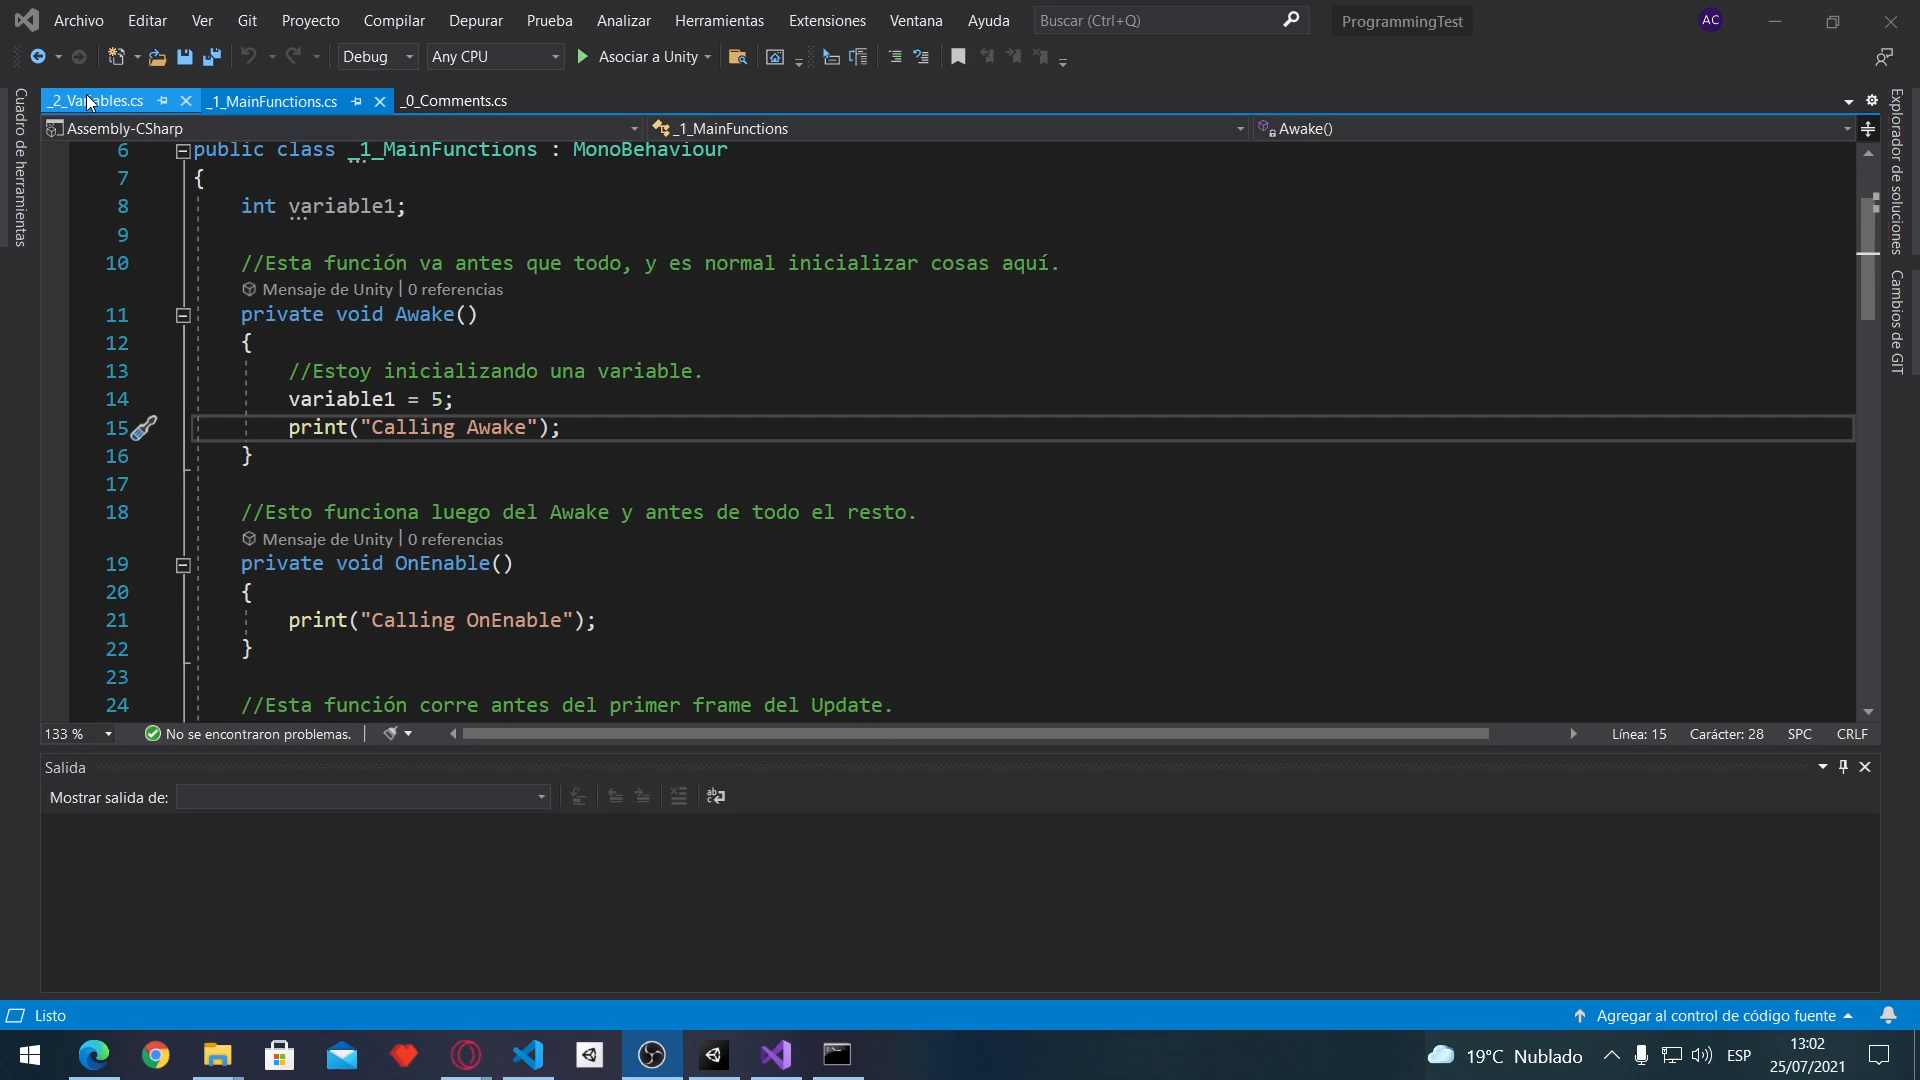 Archivo Editar Ver Git Proyecto Compilar Depurar Prueba Analizar Herramientas Extensiones Ventana Ayuda Buscar (Ctrl+Q) ProgrammingTest AC
Debug Any CPU Asociar a Unity
Cuadro de herramientas
_2_Variables.cs _1_MainFunctions.cs _0_Comments.cs
Assembly-CSharp _1_MainFunctions Awake()
6 public class _1_MainFunctions : MonoBehaviour
7 {
8 int variable1;
9
10 //Esta función va antes que todo, y es normal inicializar cosas aquí.
Mensaje de Unity | 0 referencias
11 private void Awake()
12 {
13 //Estoy inicializando una variable.
14 variable1 = 5;
15 print("Calling Awake");
16 }
17
18 //Esto funciona luego del Awake y antes de todo el resto.
Mensaje de Unity | 0 referencias
19 private void OnEnable()
20 {
21 print("Calling OnEnable");
22 }
23
24 //Esta función corre antes del primer frame del Update.
Explorador de soluciones
Cambios de GIT
133 % No se encontraron problemas. Línea: 15 Carácter: 28 SPC CRLF
Salida
Mostrar salida de:
Listo Agregar al control de código fuente
19°C Nublado ESP 13:02
25/07/2021